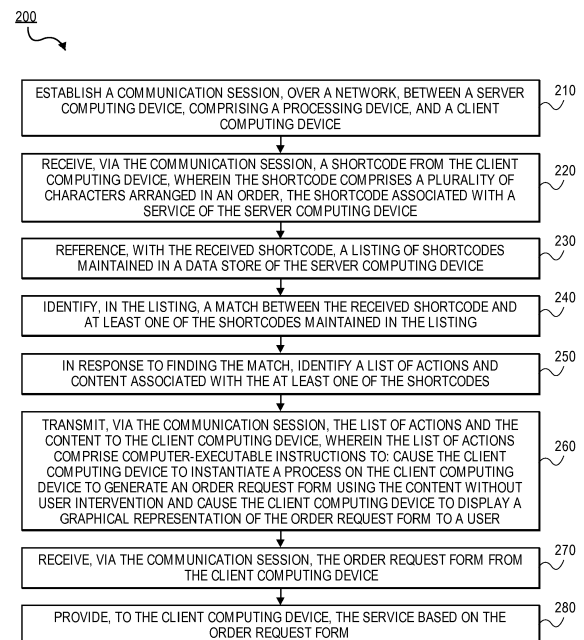 200
ESTABLISH A COMMUNICATION SESSION, OVER A NETWORK, BETWEEN A SERVER
COMPUTING DEVICE, COMPRISING A PROCESSING DEVICE, AND A CLIENT
COMPUTING DEVICE
210
RECEIVE, VIA THE COMMUNICATION SESSION, A SHORTCODE FROM THE CLIENT
COMPUTING DEVICE, WHEREIN THE SHORTCODE COMPRISES A PLURALITY OF
CHARACTERS ARRANGED IN AN ORDER, THE SHORTCODE ASSOCIATED WITH A
SERVICE OF THE SERVER COMPUTING DEVICE
220
REFERENCE, WITH THE RECEIVED SHORTCODE, A LISTING OF SHORTCODES
MAINTAINED IN A DATA STORE OF THE SERVER COMPUTING DEVICE
230
IDENTIFY, IN THE LISTING, A MATCH BETWEEN THE RECEIVED SHORTCODE AND
AT LEAST ONE OF THE SHORTCODES MAINTAINED IN THE LISTING
240
IN RESPONSE TO FINDING THE MATCH, IDENTIFY A LIST OF ACTIONS AND
CONTENT ASSOCIATED WITH THE AT LEAST ONE OF THE SHORTCODES
250
TRANSMIT, VIA THE COMMUNICATION SESSION, THE LIST OF ACTIONS AND THE
CONTENT TO THE CLIENT COMPUTING DEVICE, WHEREIN THE LIST OF ACTIONS
COMPRISE COMPUTER-EXECUTABLE INSTRUCTIONS TO: CAUSE THE CLIENT
COMPUTING DEVICE TO INSTANTIATE A PROCESS ON THE CLIENT COMPUTING
DEVICE TO GENERATE AN ORDER REQUEST FORM USING THE CONTENT WITHOUT
USER INTERVENTION AND CAUSE THE CLIENT COMPUTING DEVICE TO DISPLAY A
GRAPHICAL REPRESENTATION OF THE ORDER REQUEST FORM TO A USER
260
RECEIVE, VIA THE COMMUNICATION SESSION, THE ORDER REQUEST FORM FROM
THE CLIENT COMPUTING DEVICE
270
PROVIDE, TO THE CLIENT COMPUTING DEVICE, THE SERVICE BASED ON THE
ORDER REQUEST FORM
280